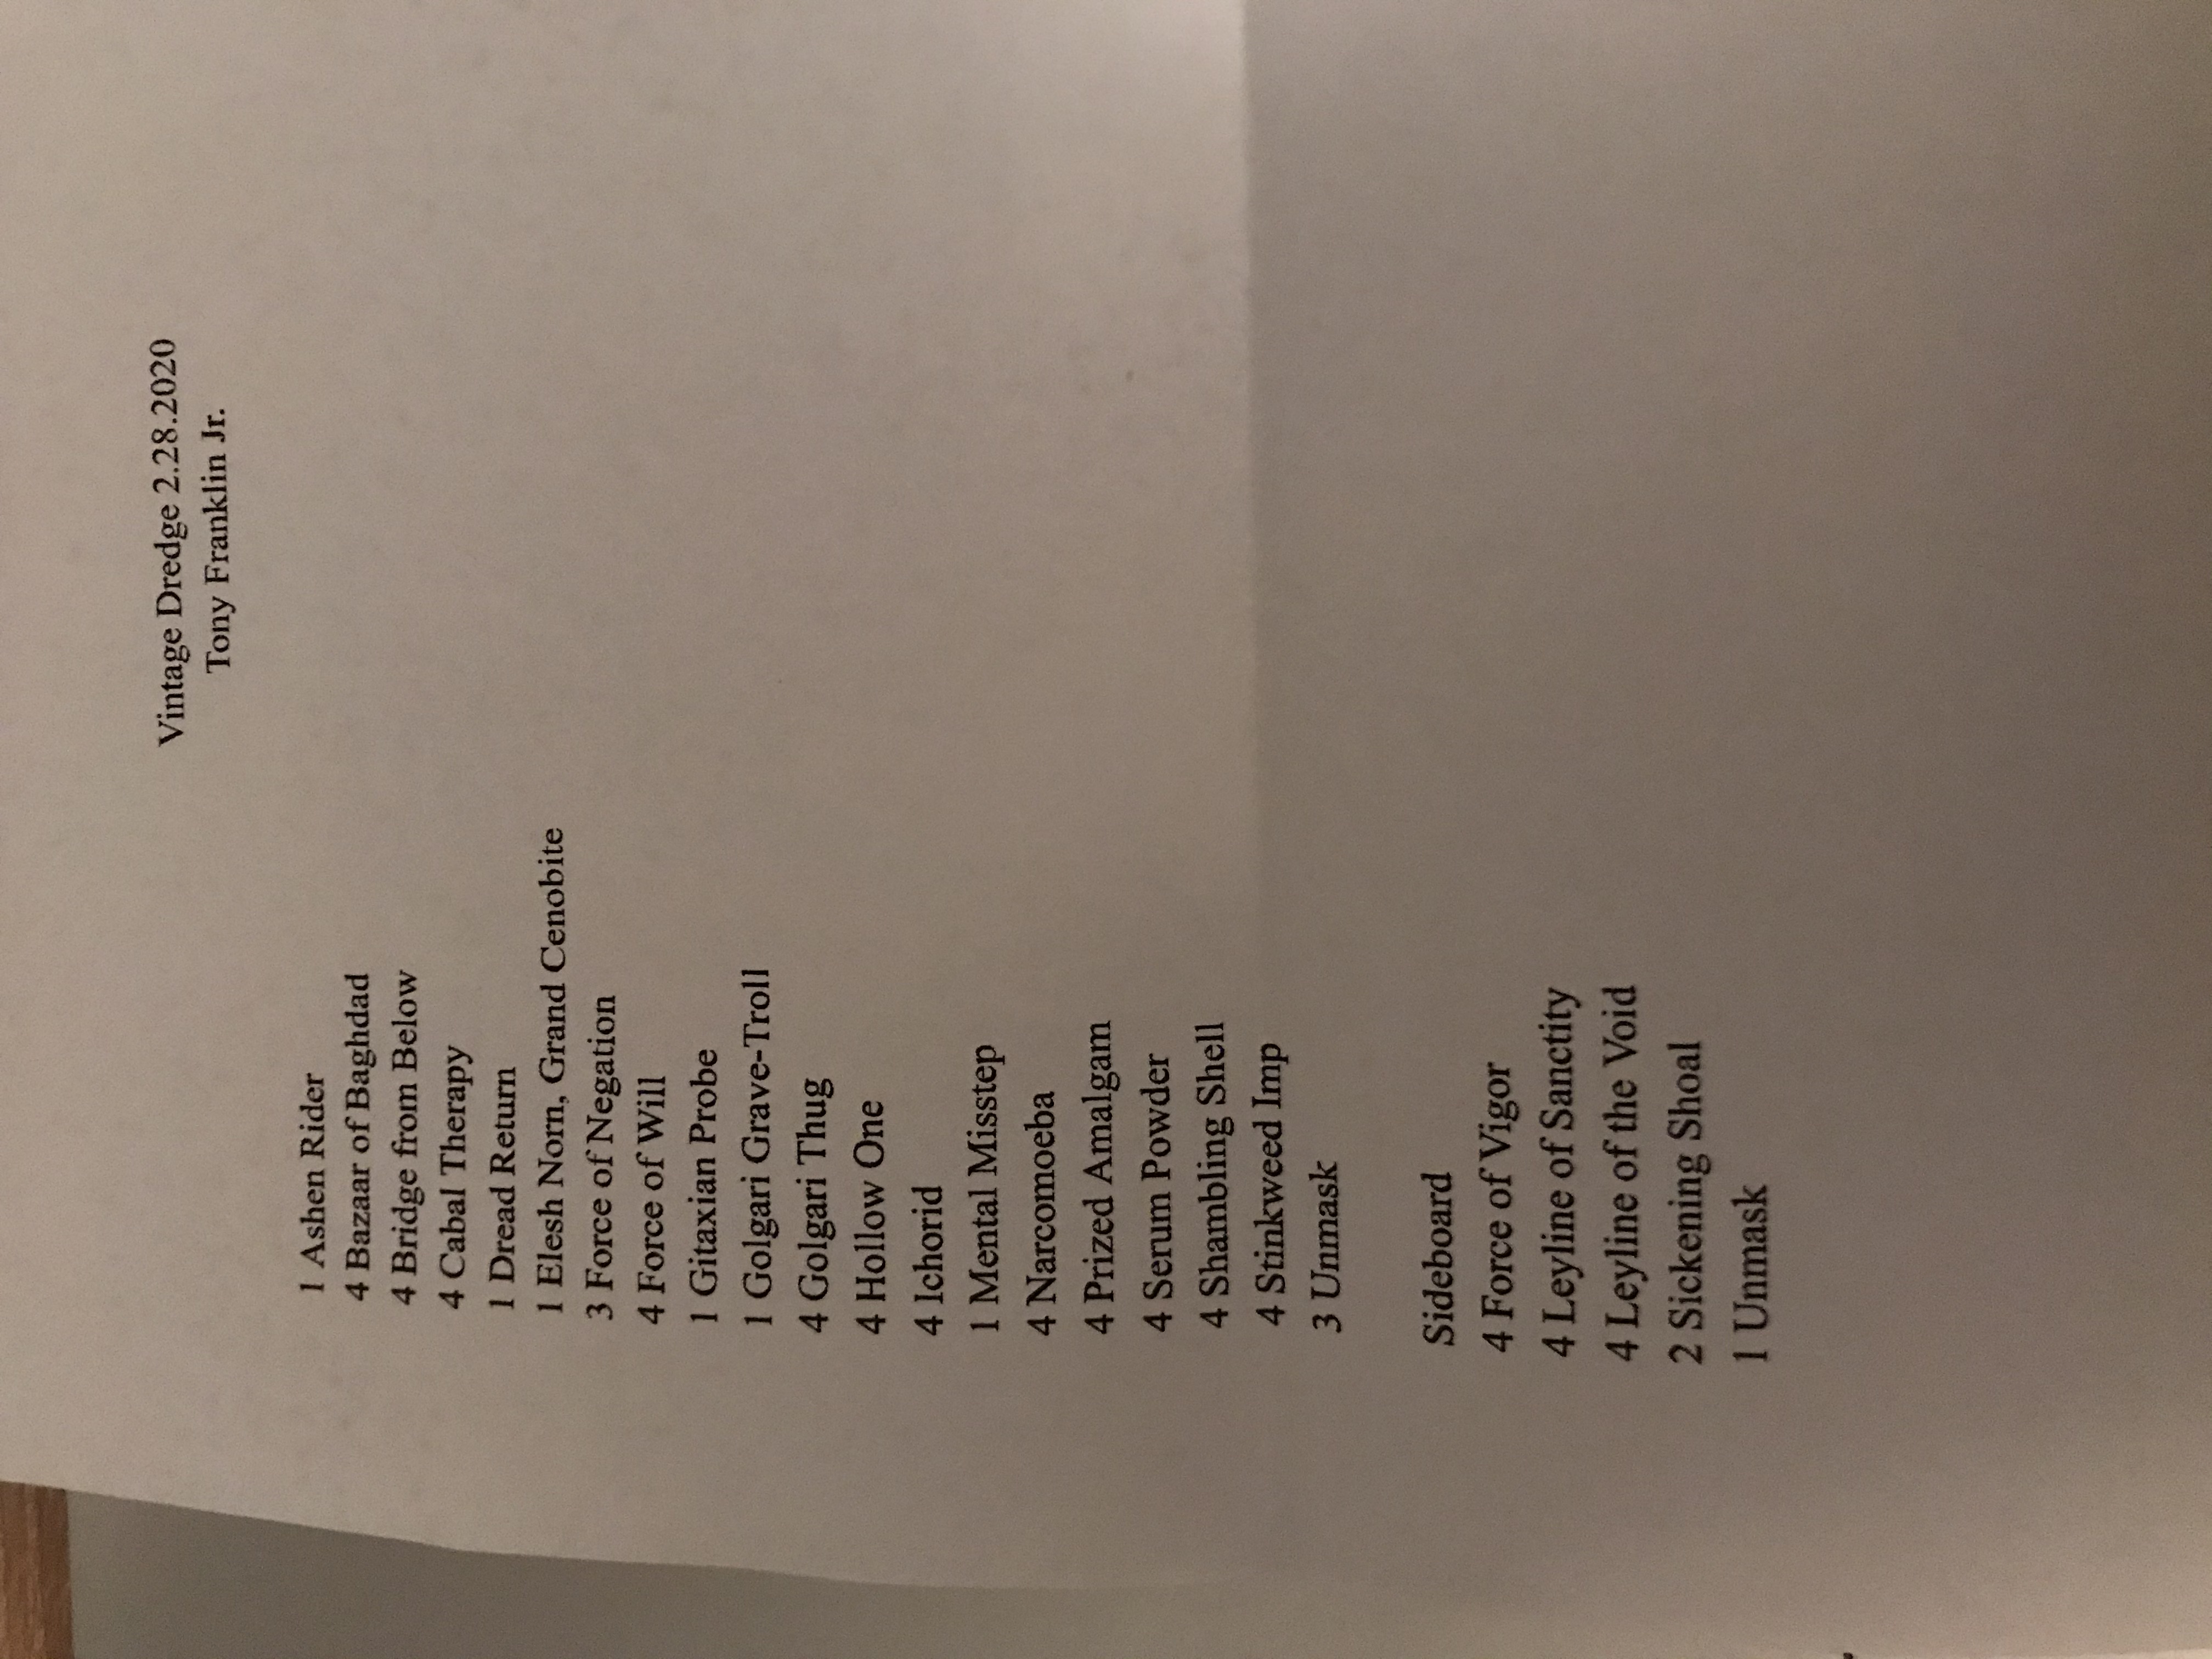 Vintage Dredge 2.28.2020
Tony Franklin Jr.
1 Ashen Rider
4 Bazaar of Baghdad
4 Bridge from Below
4 Cabal Therapy
1 Dread Return
1 Elesh Norn, Grand Cenobite
3 Force of Negation
4 Force of Will
1 Gitaxian Probe
1 Golgari Grave-Troll
4 Golgari Thug
4 Hollow One
4 Ichorid
1 Mental Misstep
4 Narcomoeba
4 Prized Amalgam
4 Serum Powder
4 Shambling Shell
4 Stinkweed Imp
3 Unmask
Sideboard
4 Force of Vigor
4 Leyline of Sanctity
4 Leyline of the Void
2 Sickening Shoal
1 Unmask